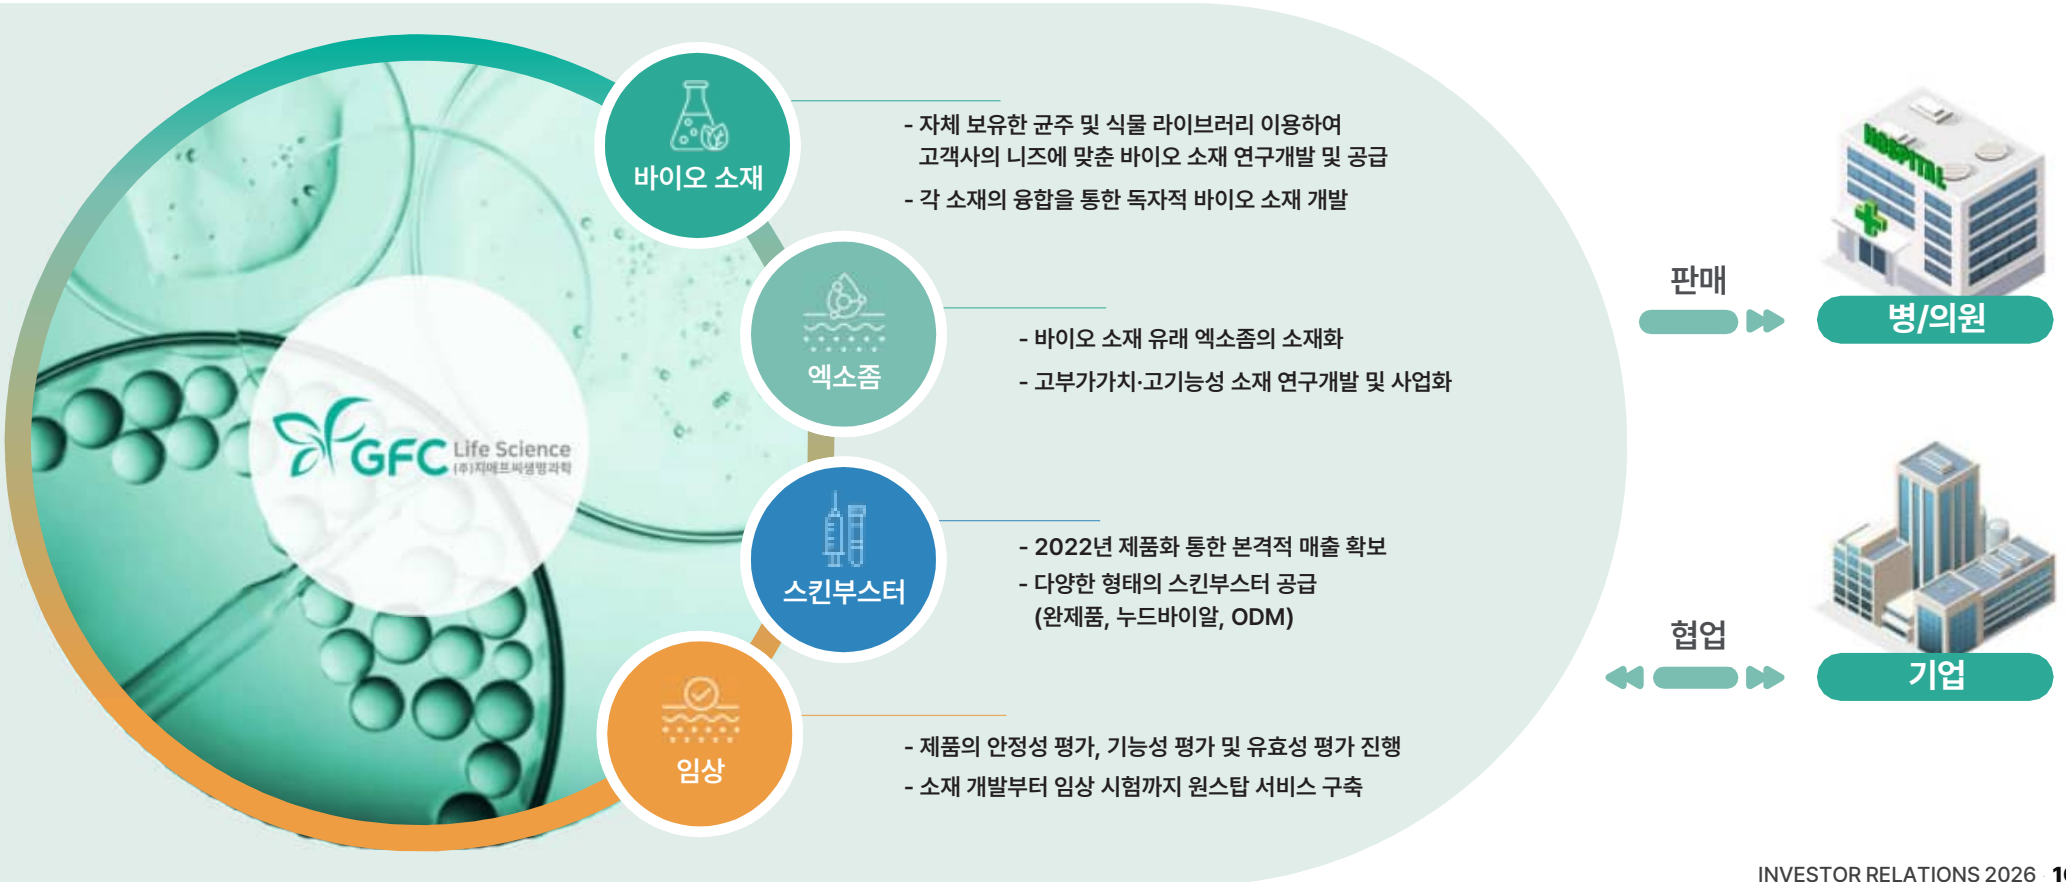 바이오 소재
- 자체 보유한 균주 및 식물 라이브러리 이용하여
고객사의 니즈에 맞춘 바이오 소재 연구개발 및 공급
- 각 소재의 융합을 통한 독자적 바이오 소재 개발
엑소좀
- 바이오 소재 유래 엑소좀의 소재화
- 고부가가치·고기능성 소재 연구개발 및 사업화
GFC Life Science
(주)지에프씨생명과학
스킨부스터
- 2022년 제품화 통한 본격적 매출 확보
- 다양한 형태의 스킨부스터 공급
(완제품, 누드바이알, ODM)
임상
- 제품의 안정성 평가, 기능성 평가 및 유효성 평가 진행
- 소재 개발부터 임상 시험까지 원스탑 서비스 구축
HOSPITAL
판매
병/의원
협업
기업
INVESTOR RELATIONS 2026